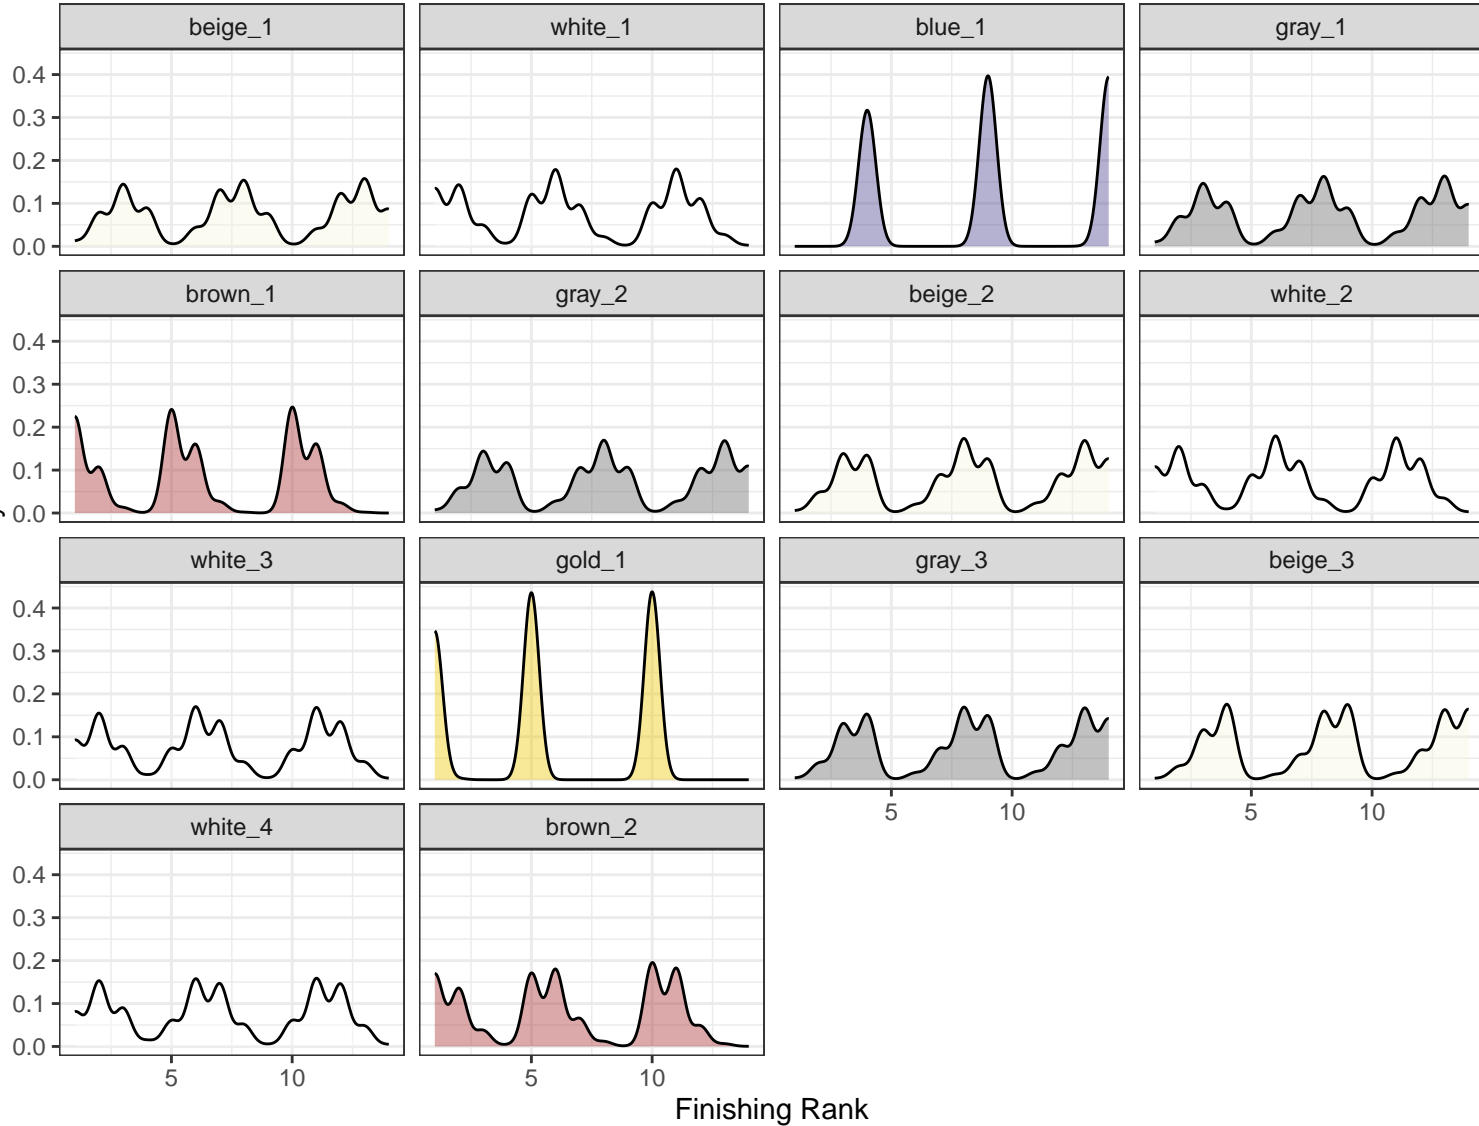 beige_1 white_1 blue_1 gray_1
0.4
0.3
0.2
0.1
0.0
brown_1 gray_2 beige_2 white_2
0.4
0.3
0.2
0.1
0.0
white_3 gold_1 gray_3 beige_3
0.4
0.3
0.2
0.1
0.0
5 10 5 10
white_4 brown_2
0.4
0.3
0.2
0.1
0.0
5 10 5 10
Finishing Rank